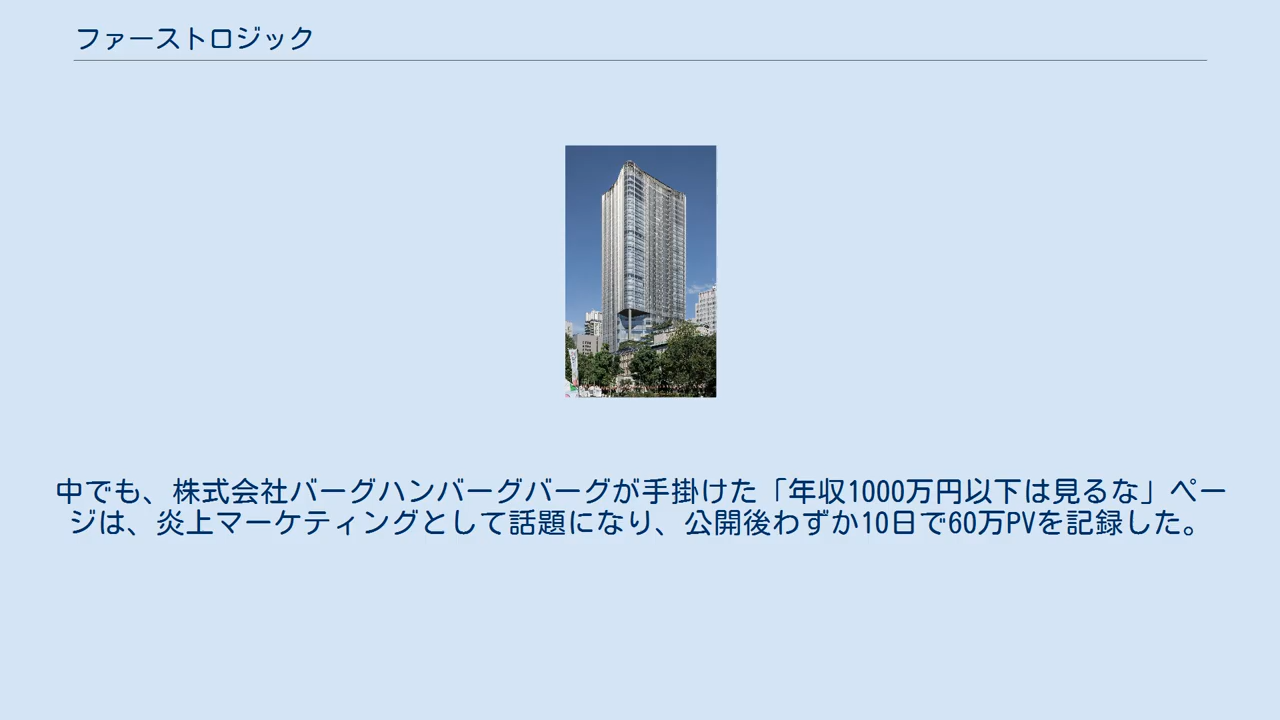 ファーストロジック
中でも、株式会社バーグハンバーグバーグが手掛けた「年収1000万円以下は見るな」ペー
ジは、炎上マーケティングとして話題になり、公開後わずか10日で60万PVを記録した。